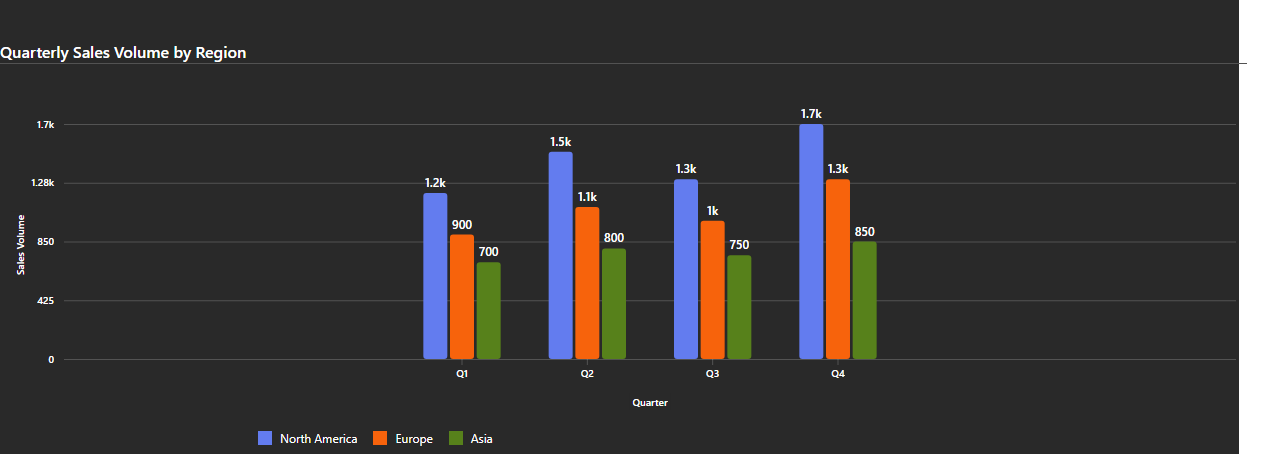 Quarterly Sales Volume by Region
1.7k
1.7k
1.5k
1.3k
1.3k
1.28k
1.2k
1.1k
1k
900
850
800
850
750
700
Sales Volume
425
0
Q1 Q2 Q3 Q4
Quarter
North America Europe Asia